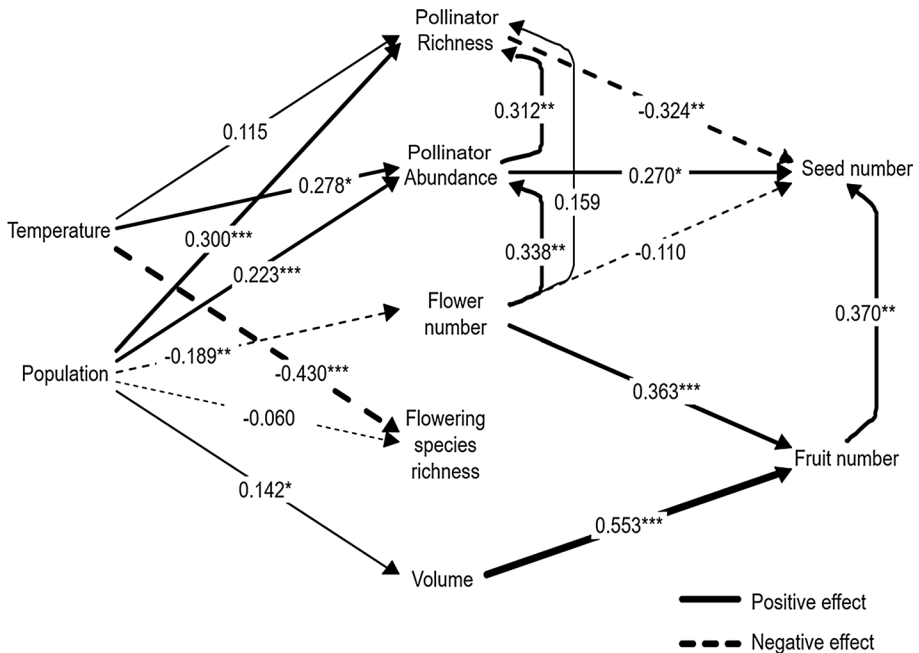 Pollinator
Richness
0.115
0.312**
-0.324**
Pollinator
Abundance
Seed number
0.278*
0.270*
0.159
Temperature
0.300***
0.338**
-0.110
0.223***
Flower
number
0.370**
-0.189**
Population
-0.430***
0.363***
-0.060
Flowering
species
richness
Fruit number
0.142*
0.553***
Volume
Positive effect
Negative effect